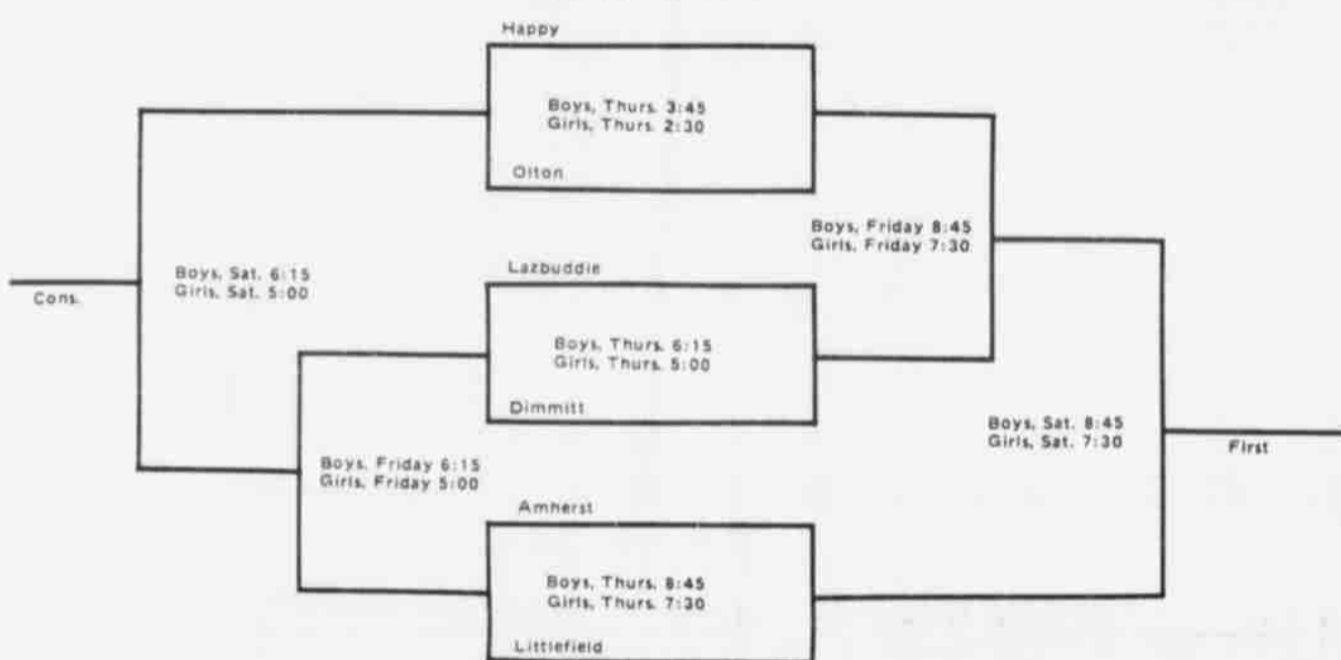 Happy
Boys, Thurs. 3:45
Girls, Thurs. 2:30
Olton
Boys, Friday 8:45
Girls, Friday 7:30
Lazbuddie
Boys, Sat. 6:15
Girls, Sat. 5:00
Cons.
Boys, Thurs. 6:15
Girls, Thurs. 5:00
Dimmitt
Boys, Sat. 8:45
Girls, Sat. 7:30
First
Boys, Friday 6:15
Girls, Friday 5:00
Amherst
Boys, Thurs. 8:45
Girls, Thurs. 7:30
Littlefield